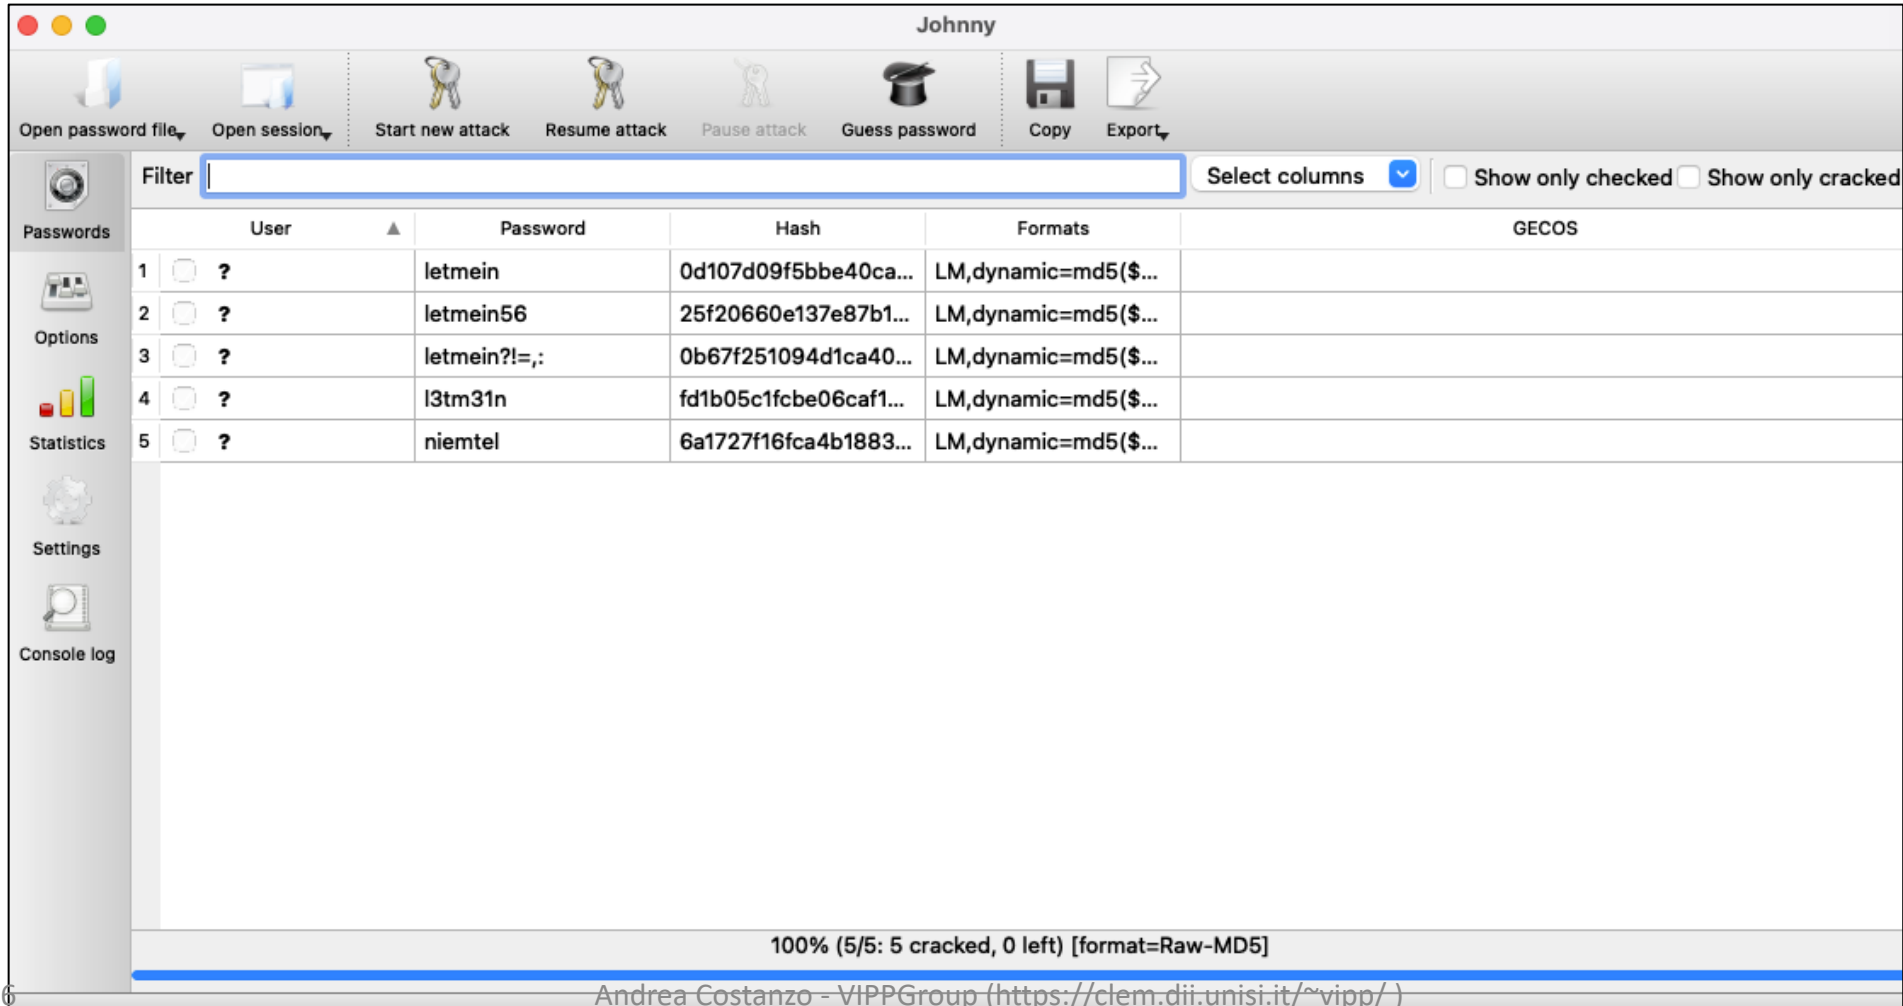 Johnny
Open password file Open session Start new attack Resume attack Pause attack Guess password Copy Export
Filter Select columns Show only checked Show only cracked
Passwords
Options
Statistics
Settings
Console log
User Password Hash Formats GECOS
1 ? letmein 0d107d09f5bbe40ca... LM,dynamic=md5($...
2 ? letmein56 25f20660e137e87b1... LM,dynamic=md5($...
3 ? letmein?!=,: 0b67f251094d1ca40... LM,dynamic=md5($...
4 ? l3tm31n fd1b05c1fcbe06caf1... LM,dynamic=md5($...
5 ? niemtel 6a1727f16fca4b1883... LM,dynamic=md5($...
100% (5/5: 5 cracked, 0 left) [format=Raw-MD5]
6 Andrea Costanzo - VIPPGroup (https://clem.dii.unisi.it/~vipp/ )